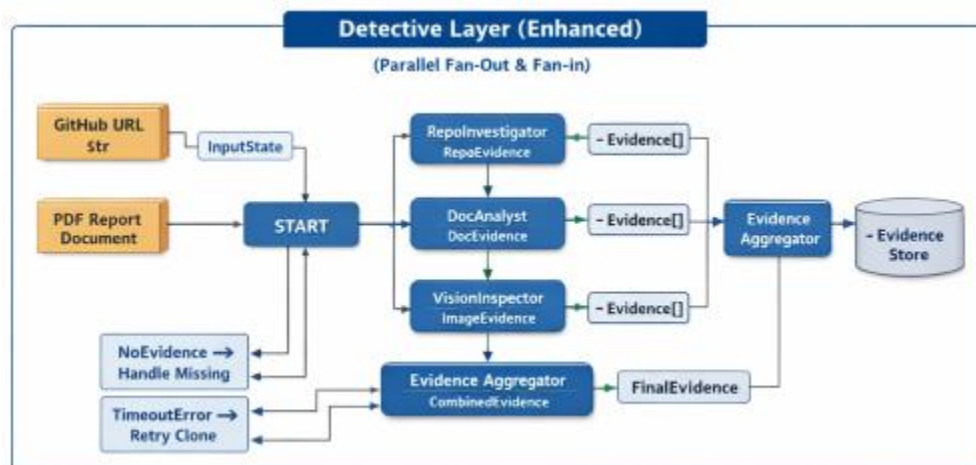 Detective Layer (Enhanced)
(Parallel Fan-Out & Fan-in)
GitHub URL
Str
InputState
PDF Report
Document
START
RepoInvestigator
RepoEvidence
- Evidence[]
DocAnalyst
DocEvidence
- Evidence[]
VisionInspector
ImageEvidence
- Evidence[]
Evidence
Aggregator
- Evidence
Store
NoEvidence →
Handle Missing
TimeoutError →
Retry Clone
Evidence Aggregator
CombinedEvidence
FinalEvidence